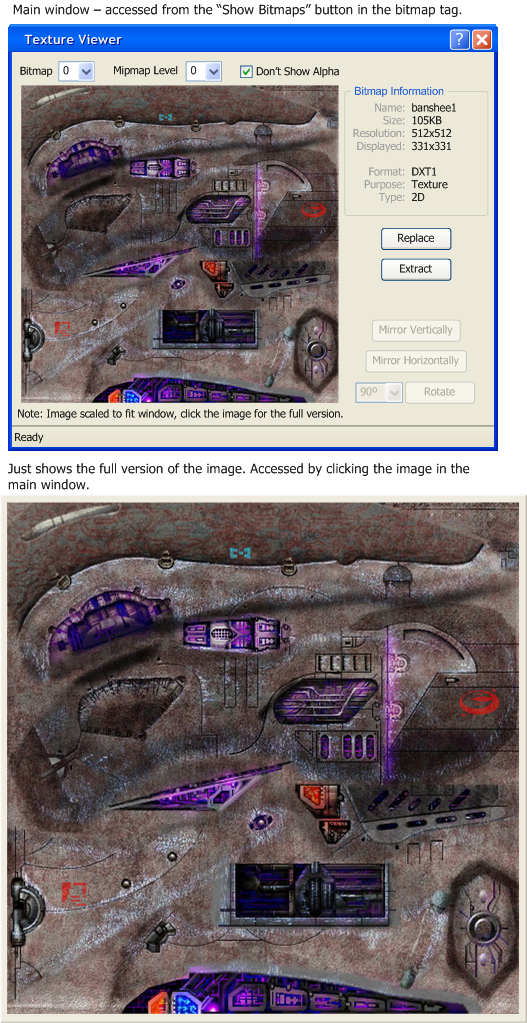 Main window – accessed from the “Show Bitmaps” button in the bitmap tag.
Texture Viewer
Bitmap 0 Mipmap Level 0 Don't Show Alpha
Bitmap Information
Name: banshee1
Size: 105KB
Resolution: 512x512
Displayed: 331x331
Format: DXT1
Purpose: Texture
Type: 2D
Replace
Extract
Mirror Vertically
Mirror Horizontally
90º Rotate
Note: Image scaled to fit window, click the image for the full version.
Ready
Just shows the full version of the image. Accessed by clicking the image in the
main window.